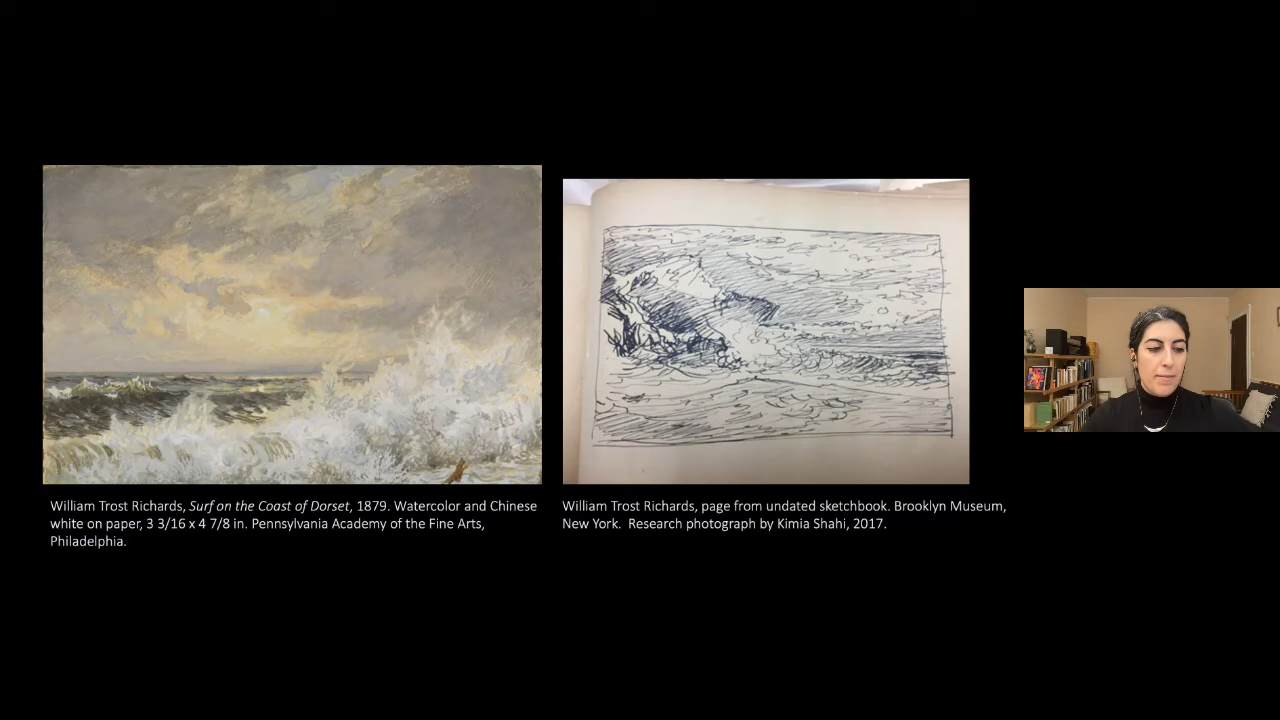 William Trost Richards, Surf on the Coast of Dorset, 1879. Watercolor and Chinese
white on paper, 3 3/16 x 4 7/8 in. Pennsylvania Academy of the Fine Arts,
Philadelphia.
William Trost Richards, page from undated sketchbook. Brooklyn Museum,
New York.  Research photograph by Kimia Shahi, 2017.